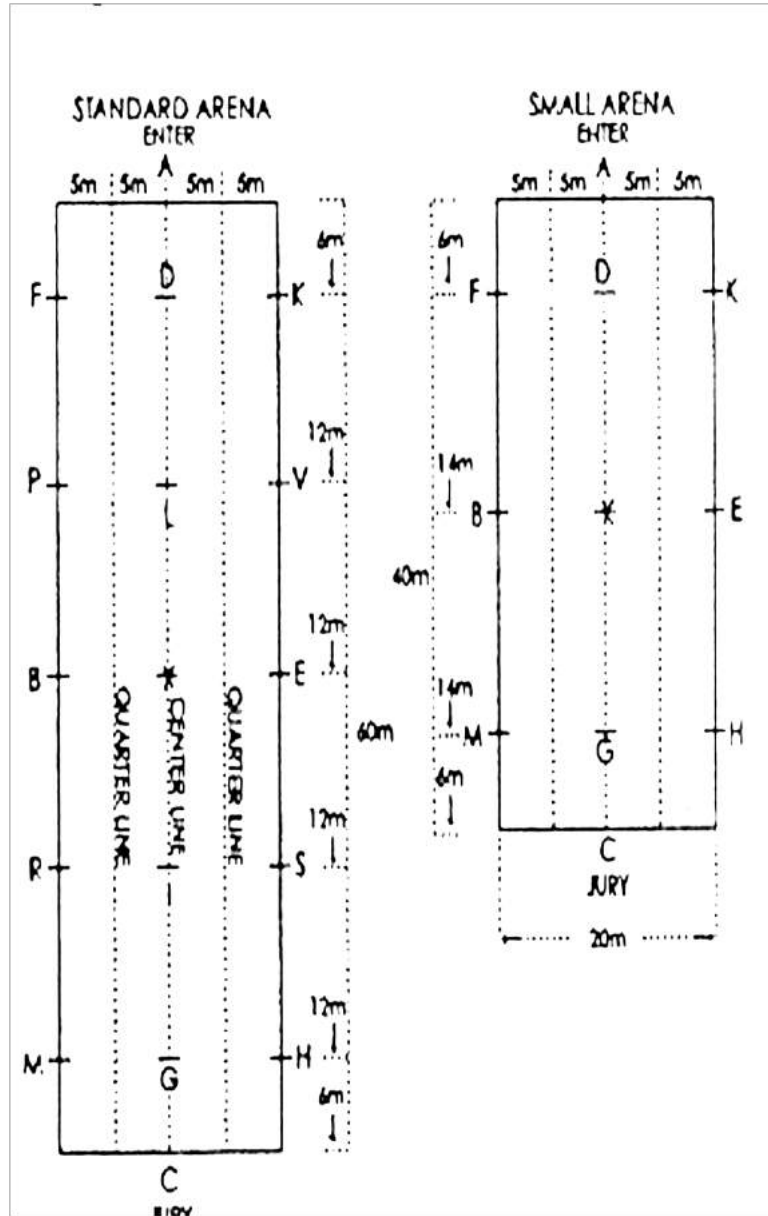 STANDARD ARENA
ENTER
A
5m 5m 5m 5m
D
F K
6m
12m
P V
L
12m
B X E
QUARTER LINE
CENTER LINE
QUARTER LINE
60m
12m
R I S
12m
M H
G
6m
C
JURY
SMALL ARENA
ENTER
A
5m 5m 5m 5m
6m
D
F K
14m
B X E
40m
14m
M H
G
6m
C
JURY
20m